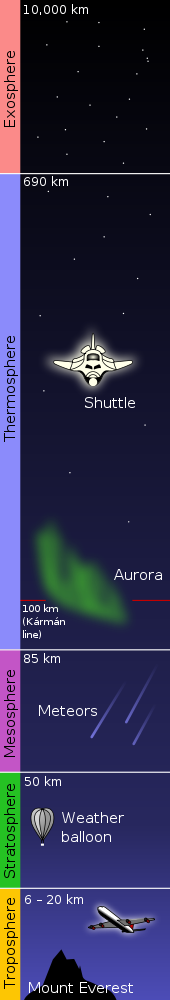 10,000 km
Exosphere
690 km
Thermosphere
Shuttle
Aurora
100 km
(Kármán
line)
85 km
Mesosphere
Meteors
50 km
Stratosphere
Weather
balloon
6 – 20 km
Troposphere
Mount Everest